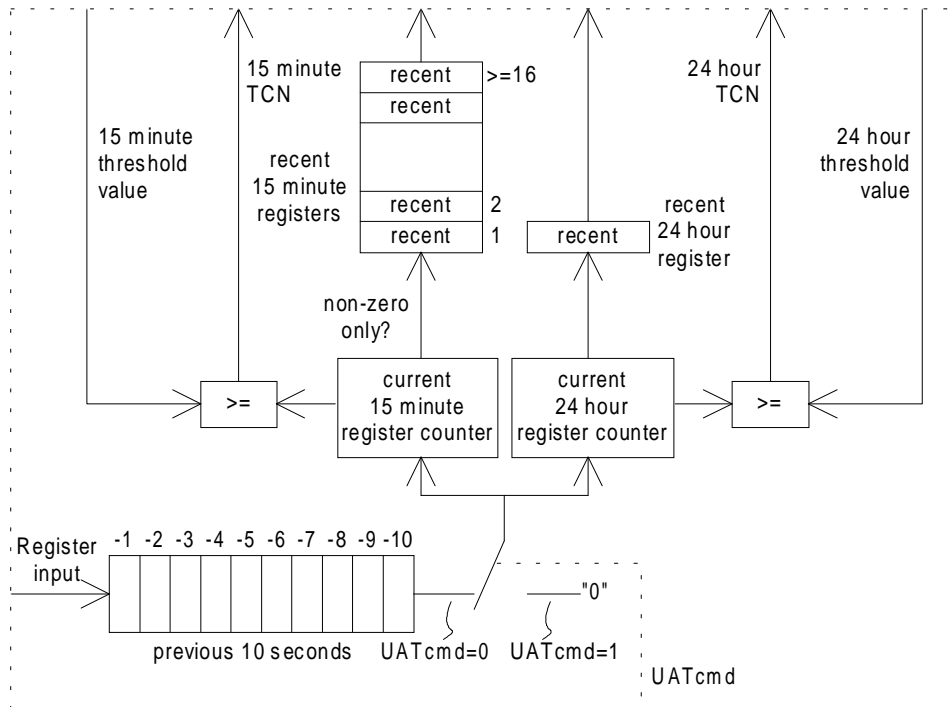 15 minute
TCN
recent
>=16
24 hour
TCN
recent
15 minute
threshold
value
recent
15 minute
registers
24 hour
threshold
value
recent
2
recent
1
recent
recent
24 hour
register
non-zero
only?
>=
current
15 minute
register counter
current
24 hour
register counter
>=
Register
input
-1 -2 -3 -4 -5 -6 -7 -8 -9 -10
"0"
previous 10 seconds
UATcmd=0
UATcmd=1
UATcmd